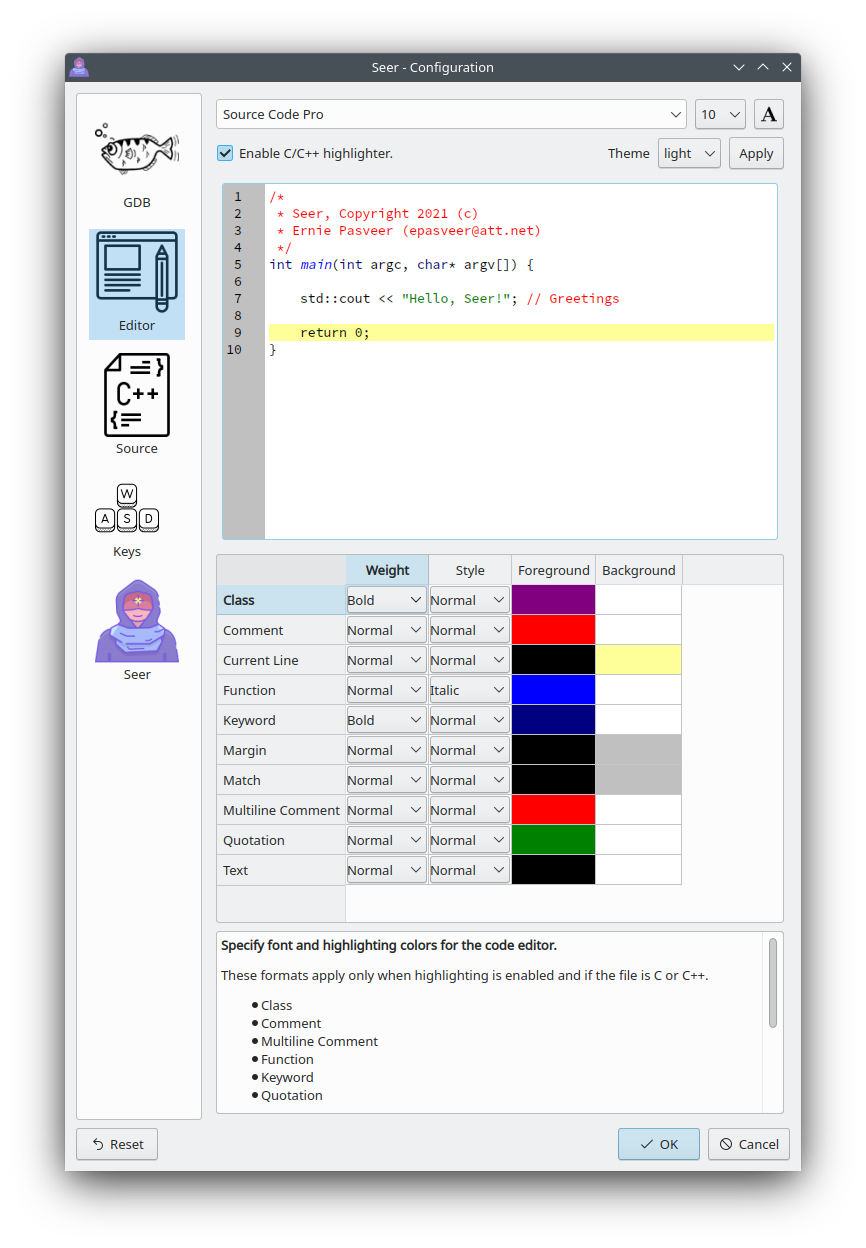 Seer - Configuration
GDB
Editor
C++
Source
W
A S D
Keys
Seer
Source Code Pro 10 A
Enable C/C++ highlighter. Theme light Apply
1 /*
2  * Seer, Copyright 2021 (c)
3  * Ernie Pasveer (epasveer@att.net)
4  */
5 int main(int argc, char* argv[]) {
6
7     std::cout << "Hello, Seer!"; // Greetings
8
9     return 0;
10 }
Weight Style Foreground Background
Class Bold Normal
Comment Normal Normal
Current Line Normal Normal
Function Normal Italic
Keyword Bold Normal
Margin Normal Normal
Match Normal Normal
Multiline Comment Normal Normal
Quotation Normal Normal
Text Normal Normal
Specify font and highlighting colors for the code editor.
These formats apply only when highlighting is enabled and if the file is C or C++.
• Class
• Comment
• Multiline Comment
• Function
• Keyword
• Quotation
Reset OK Cancel